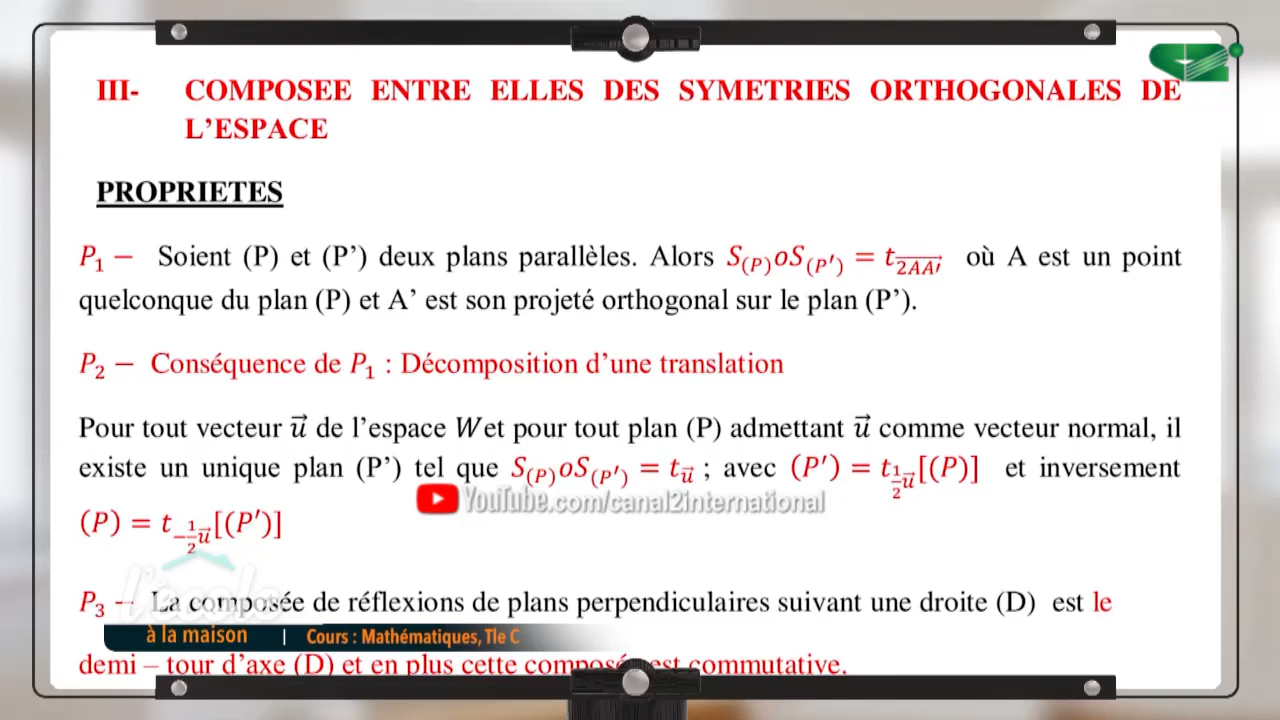 III- COMPOSEE ENTRE ELLES DES SYMETRIES ORTHOGONALES DE
L'ESPACE
PROPRIETES
P₁ − Soient (P) et (P') deux plans parallèles. Alors S₍P₎oS₍P′₎ = t_2AA′ où A est un point
quelconque du plan (P) et A' est son projeté orthogonal sur le plan (P').
P₂ − Conséquence de P₁ : Décomposition d'une translation
Pour tout vecteur u⃗ de l'espace W et pour tout plan (P) admettant u⃗ comme vecteur normal, il
existe un unique plan (P') tel que S₍P₎oS₍P′₎ = t_u⃗ ; avec (P′) = t_½u⃗[(P)] et inversement
YouTube.com/canal2international
(P) = t_−½u⃗[(P′)]
l'école
P₃ − La composée de réflexions de plans perpendiculaires suivant une droite (D) est le
à la maison | Cours : Mathématiques, Tle C
demi – tour d'axe (D) et en plus cette composée est commutative.